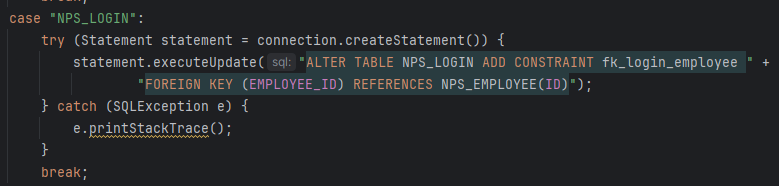 break;
case "NPS_LOGIN":
try (Statement statement = connection.createStatement()) {
statement.executeUpdate( sql: "ALTER TABLE NPS_LOGIN ADD CONSTRAINT fk_login_employee " +
"FOREIGN KEY (EMPLOYEE_ID) REFERENCES NPS_EMPLOYEE(ID)");
} catch (SQLException e) {
e.printStackTrace();
}
break;